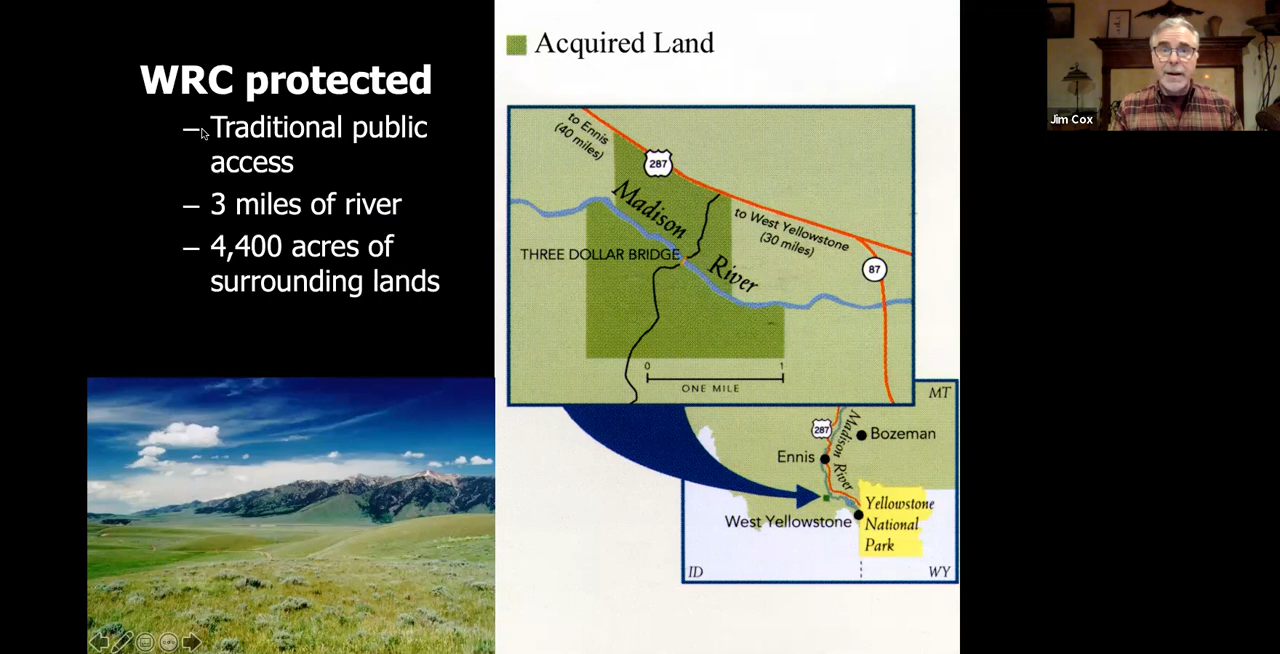 WRC protected
– Traditional public
access
– 3 miles of river
– 4,400 acres of
surrounding lands
Acquired Land
to Ennis
(40 miles)
287
Madison
River
to West Yellowstone
(30 miles)
THREE DOLLAR BRIDGE
87
0 1
ONE MILE
MT
287
Madison
River
Bozeman
Ennis
West Yellowstone
Yellowstone
National
Park
ID
WY
Jim Cox